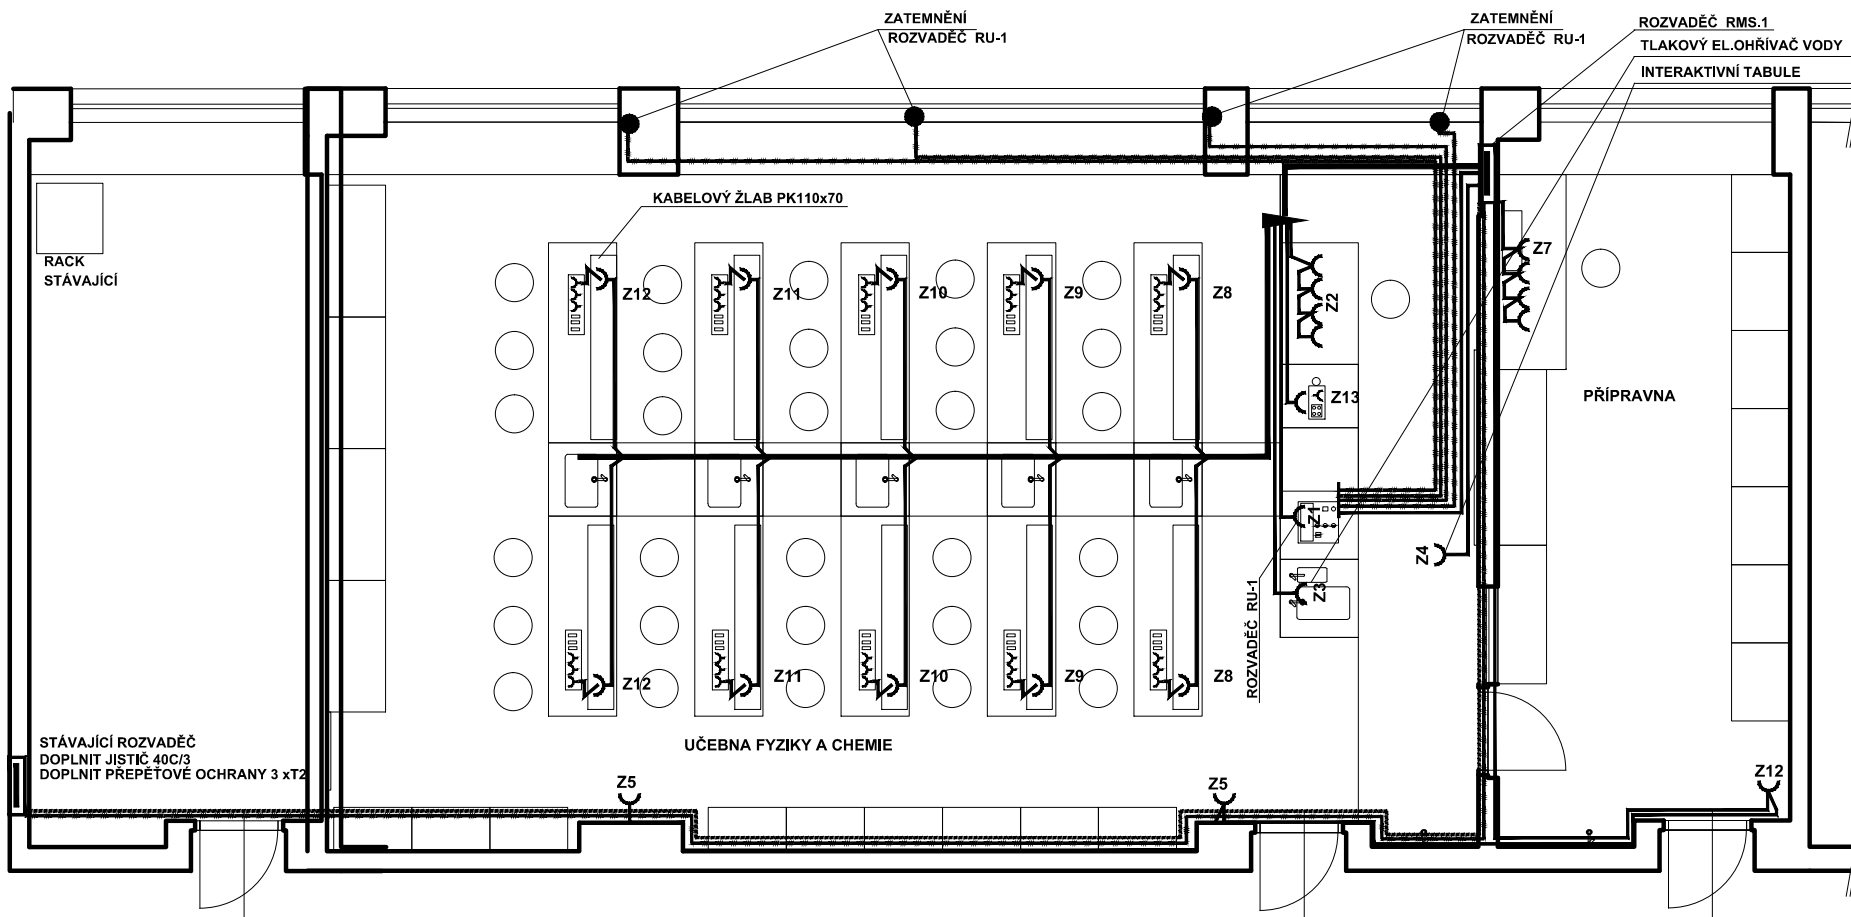 ZATEMNĚNÍ
ROZVADĚČ RU-1
ZATEMNĚNÍ
ROZVADĚČ RU-1
ROZVADĚČ RMS.1
TLAKOVÝ EL.OHŘÍVAČ VODY
INTERAKTIVNÍ TABULE
KABELOVÝ ŽLAB PK110x70
RACK
STÁVAJÍCÍ
Z12
Z11
Z10
Z9
Z8
Z2
Z7
Z13
PŘÍPRAVNA
Z1
Z4
Z3
ROZVADĚČ RU-1
Z12
Z11
Z10
Z9
Z8
UČEBNA FYZIKY A CHEMIE
STÁVAJÍCÍ ROZVADĚČ
DOPLNIT JISTIČ 40C/3
DOPLNIT PŘEPĚŤOVÉ OCHRANY 3 xT2
Z5
Z5
Z12